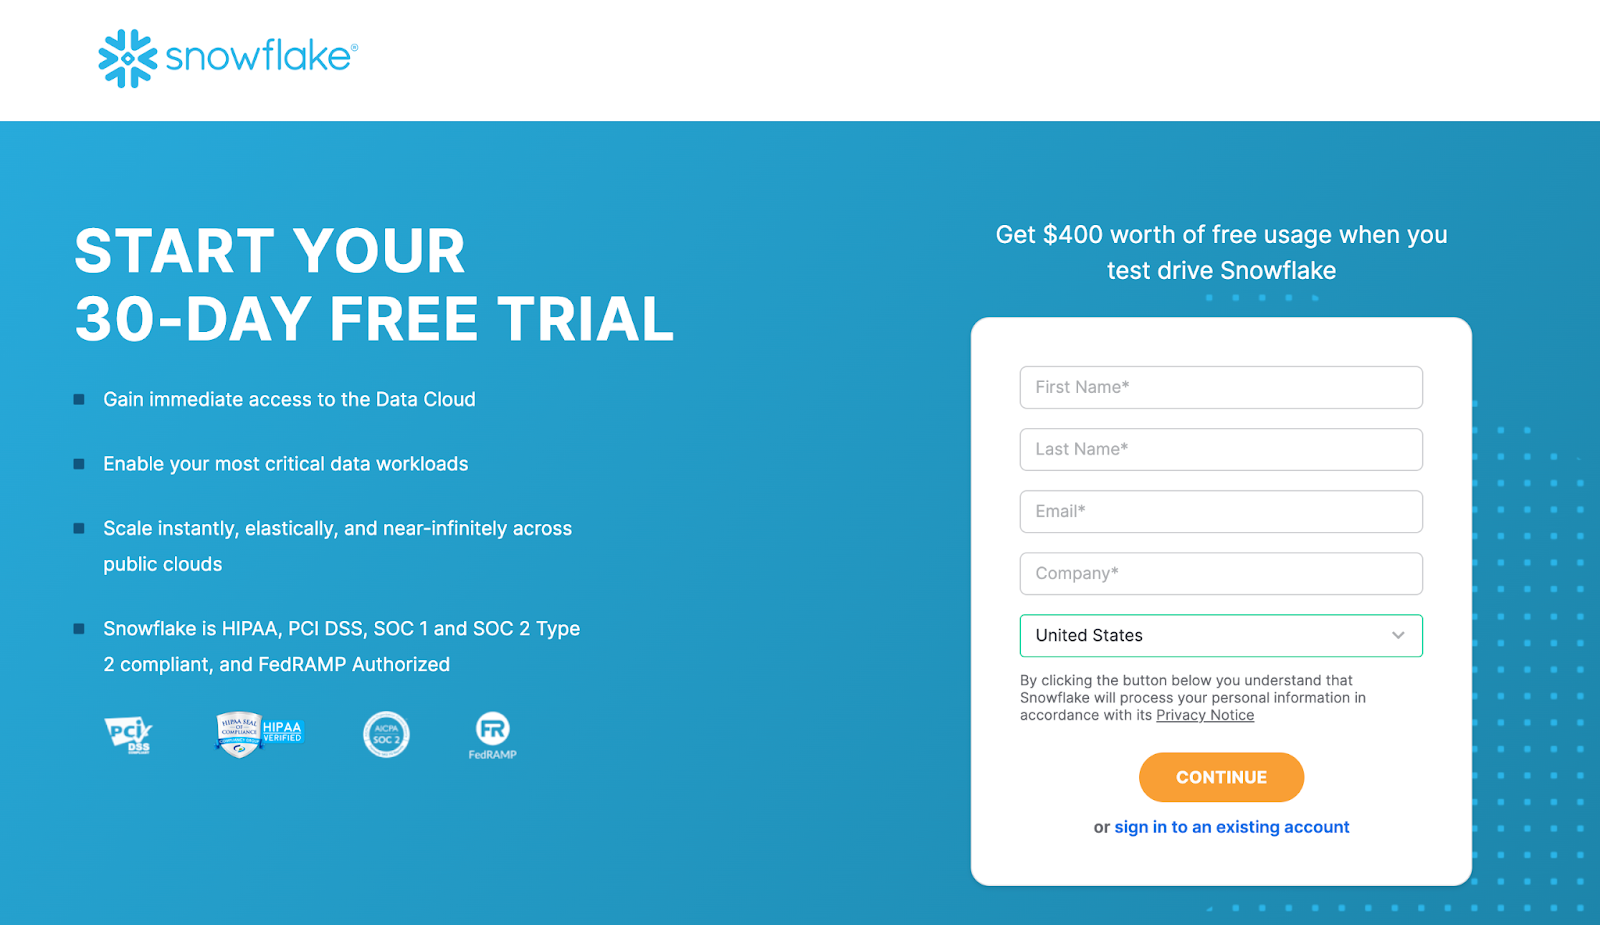 snowflake®
START YOUR
30-DAY FREE TRIAL
Gain immediate access to the Data Cloud
Enable your most critical data workloads
Scale instantly, elastically, and near-infinitely across
public clouds
Snowflake is HIPAA, PCI DSS, SOC 1 and SOC 2 Type
2 compliant, and FedRAMP Authorized
PCI
DSS
HIPAA SEAL
OF
COMPLIANCE
HIPAA
VERIFIED
AICPA
SOC 2
FR
FedRAMP
Get $400 worth of free usage when you
test drive Snowflake
First Name*
Last Name*
Email*
Company*
United States
By clicking the button below you understand that
Snowflake will process your personal information in
accordance with its Privacy Notice
CONTINUE
or sign in to an existing account